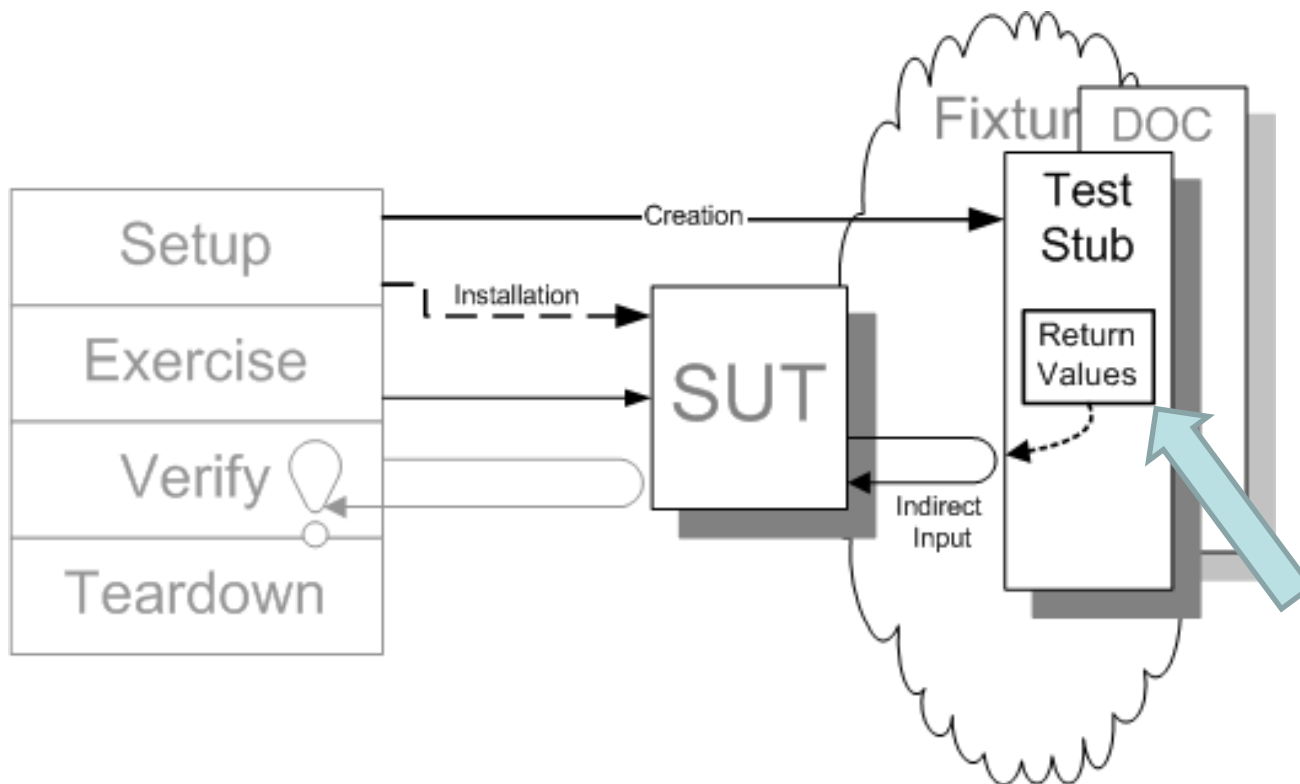 Fixtur
DOC
Test
Stub
Setup
Creation
Installation
Return
Values
Exercise
SUT
Verify
Indirect
Input
Teardown